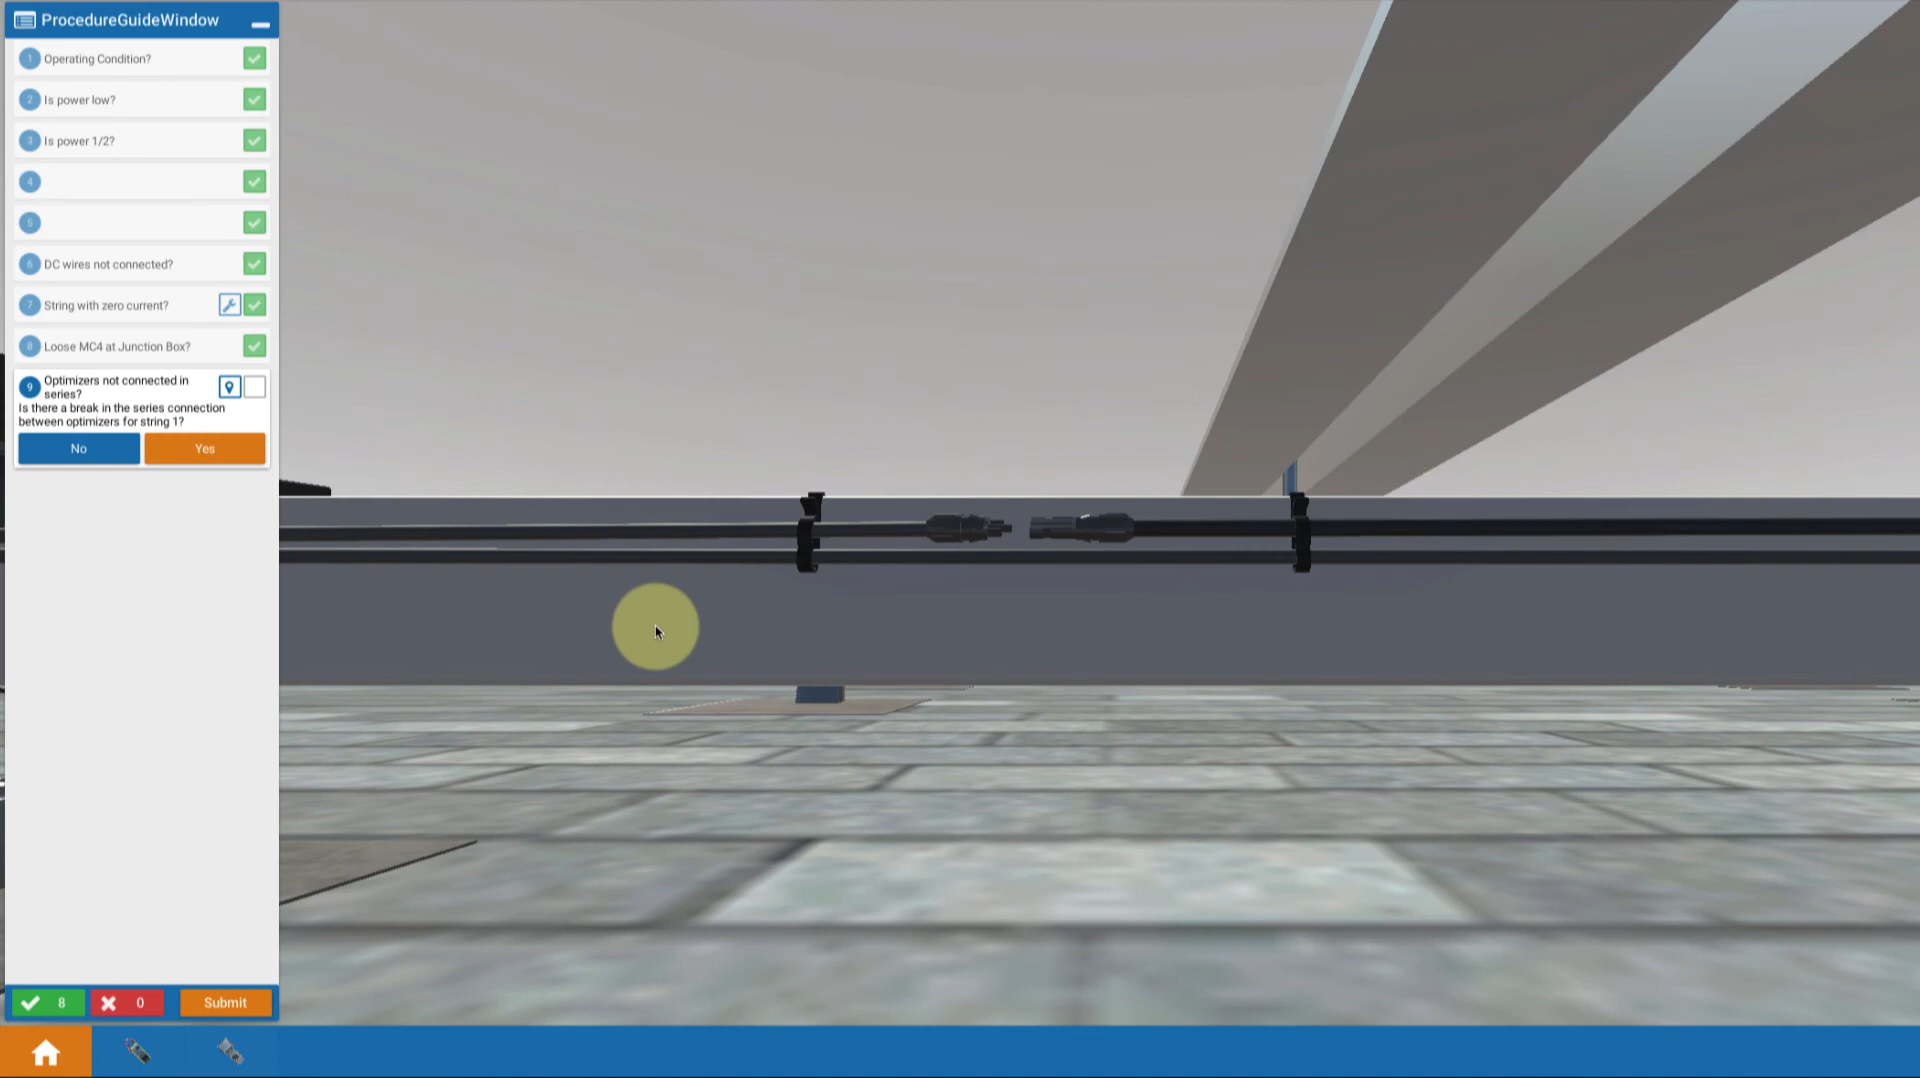 ProcedureGuideWindow
1 Operating Condition?
2 Is power low?
3 Is power 1/2?
4
5
6 DC wires not connected?
7 String with zero current?
8 Loose MC4 at Junction Box?
9 Optimizers not connected in
series?
Is there a break in the series connection
between optimizers for string 1?
No Yes
8 0 Submit